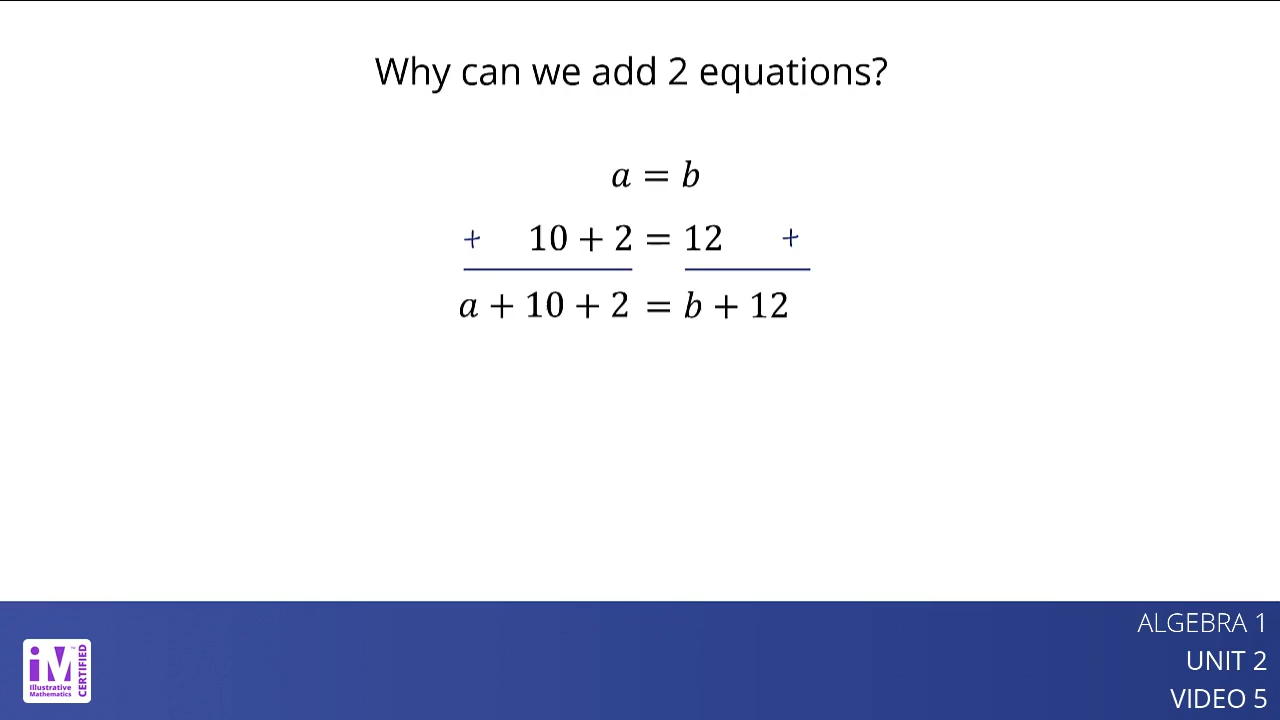 Why can we add 2 equations?
a = b
+ 10 + 2 = 12 +
a + 10 + 2 = b + 12
ALGEBRA 1
UNIT 2
VIDEO 5
iM™
Illustrative
Mathematics
CERTIFIED